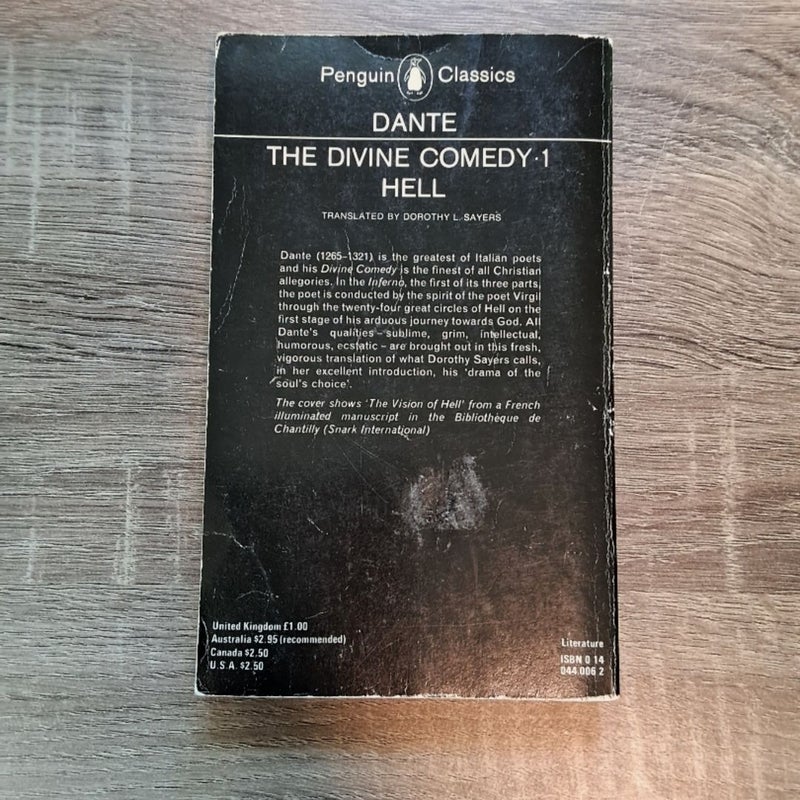 Penguin Classics
DANTE
THE DIVINE COMEDY·1
HELL
TRANSLATED BY DOROTHY L. SAYERS
Dante (1265–1321) is the greatest of Italian poets
and his Divine Comedy is the finest of all Christian
allegories. In the Inferno, the first of its three parts,
the poet is conducted by the spirit of the poet Virgil
through the twenty-four great circles of Hell on the
first stage of his arduous journey towards God. All
Dante's qualities – sublime, grim, intellectual,
humorous, ecstatic – are brought out in this fresh,
vigorous translation of what Dorothy Sayers calls,
in her excellent introduction, his 'drama of the
soul's choice'.
The cover shows 'The Vision of Hell' from a French
illuminated manuscript in the Bibliothèque de
Chantilly (Snark International)
United Kingdom £1.00
Australia $2.95 (recommended)
Canada $2.50
U.S.A. $2.50
Literature
ISBN 0 14
044.006 2